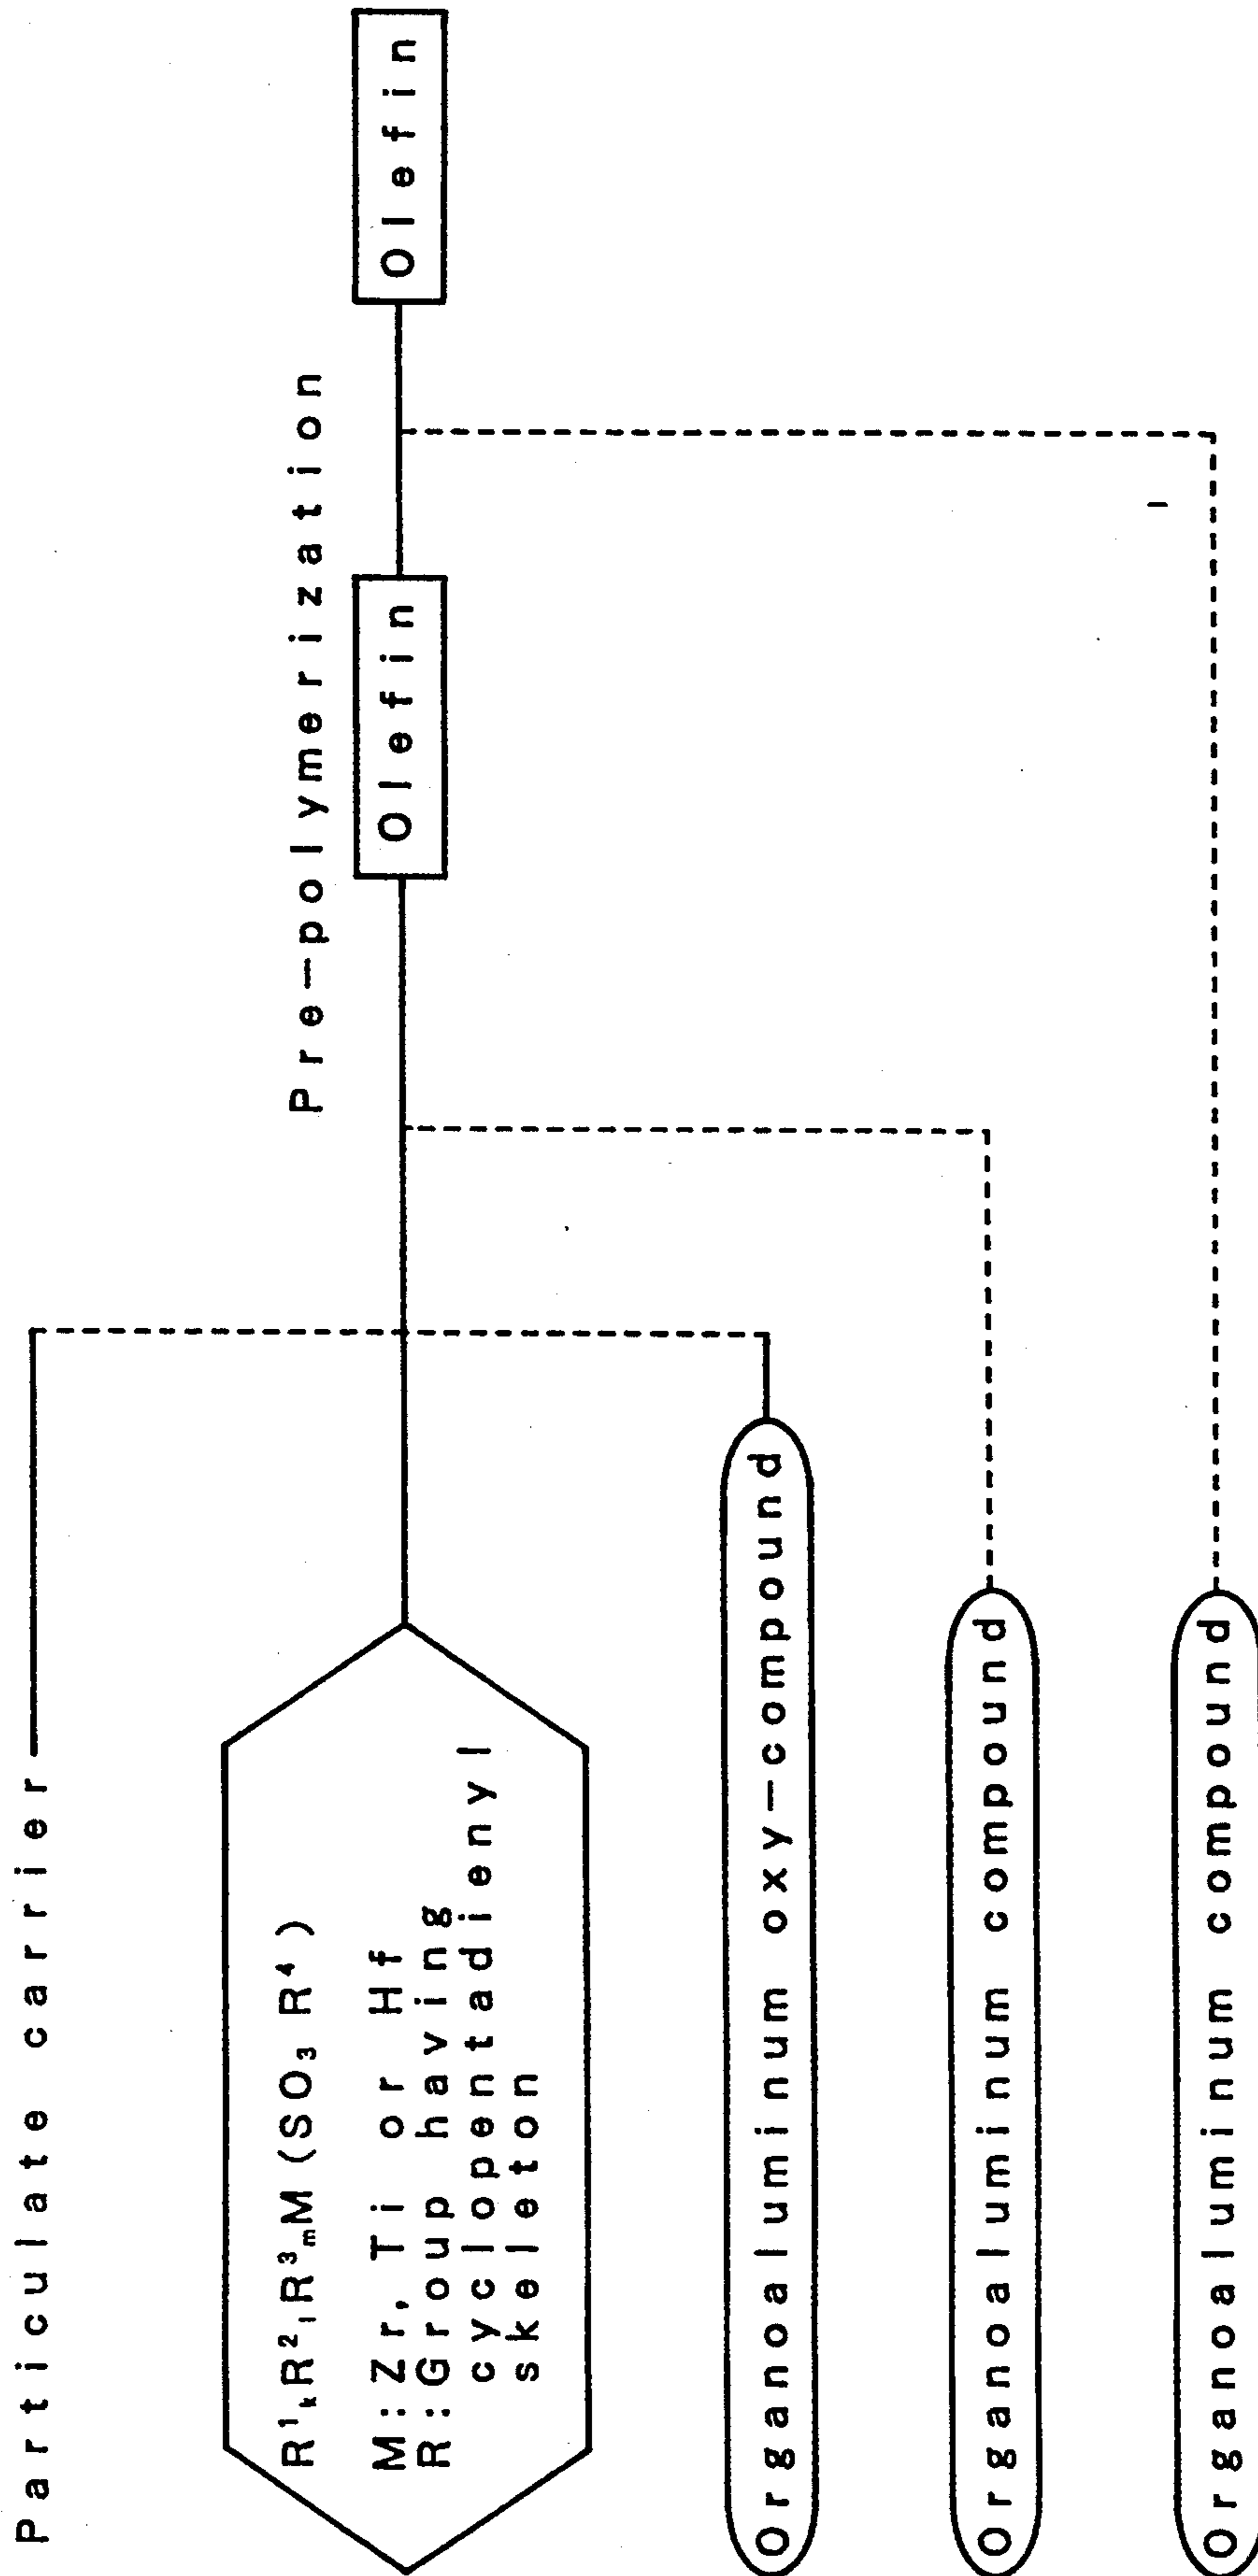 Particulate carrier
R¹ₖR²ₗR³ₘM(SO₃R⁴)
M:Zr, Ti or Hf
R:Group having
cyclopentadienyl
skeleton
Pre-polymerization
Olefin
Olefin
Organoaluminum oxy-compound
Organoaluminum compound
Organoaluminum compound